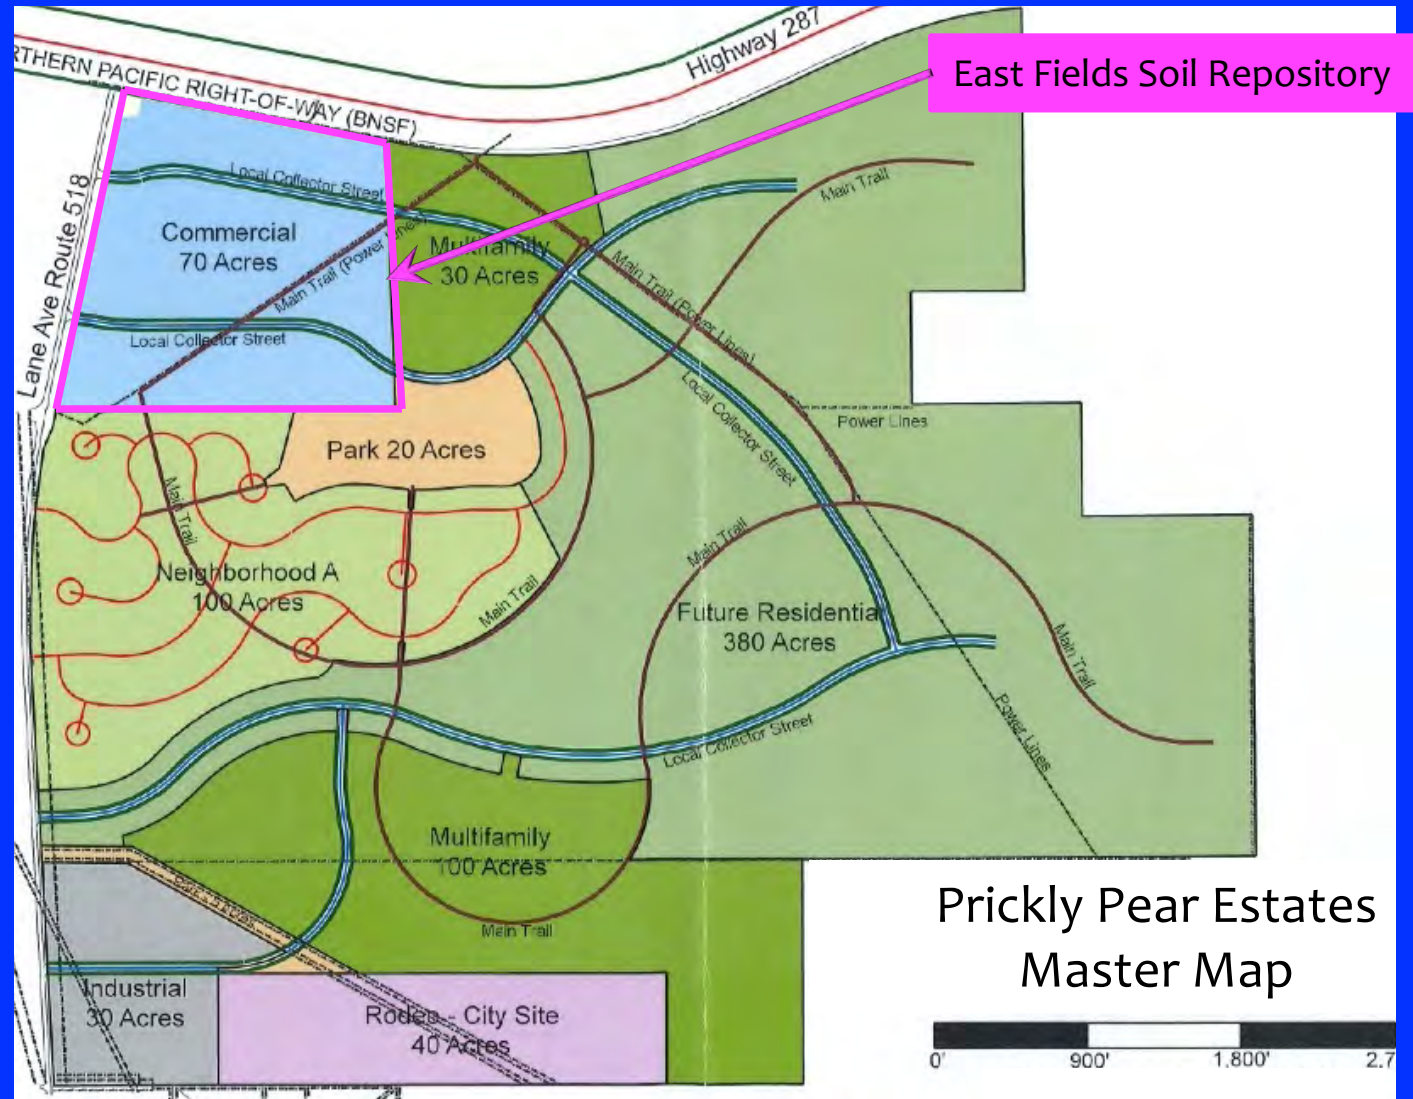 Highway 287
RTHERN PACIFIC RIGHT-OF-WAY (BNSF)
East Fields Soil Repository
Lane Ave Route 518
Local Collector Street
Main Trail
Commercial
70 Acres
Main Trail (Power Lines)
Multifamily
30 Acres
Main Trail (Power Lines)
Local Collector Street
Local Collector Street
Power Lines
Park 20 Acres
Main Trail
Main Trail
Neighborhood A
100 Acres
Main Trail
Future Residential
380 Acres
Main Trail
Power Lines
Local Collector Street
Multifamily
100 Acres
Main Trail
Prickly Pear Estates
Master Map
Industrial
30 Acres
Rodeo - City Site
40 Acres
0'
900'
1,800'
2,7